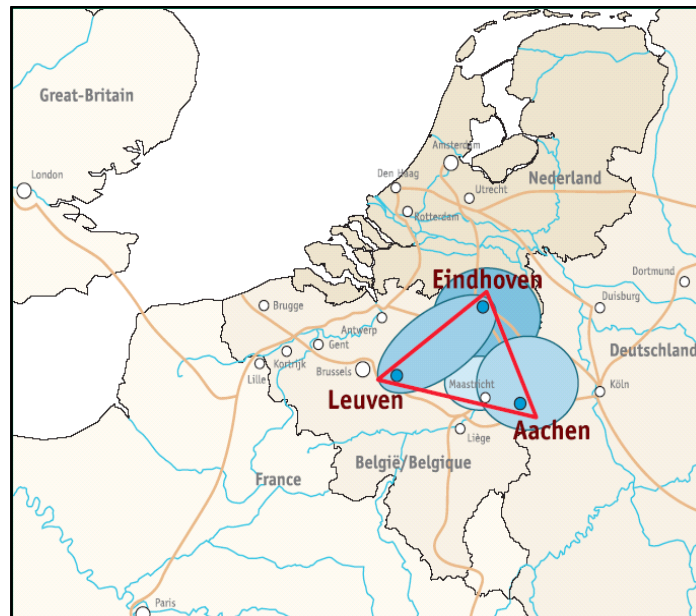 Great-Britain
London
Amsterdam
Den Haag
Nederland
Utrecht
Rotterdam
Eindhoven
Dortmund
Duisburg
Brugge
Antwerp
Gent
Deutschland
Kortrijk
Brussels
Lille
Maastricht
Köln
Leuven
Aachen
Liège
België/Belgique
France
Paris